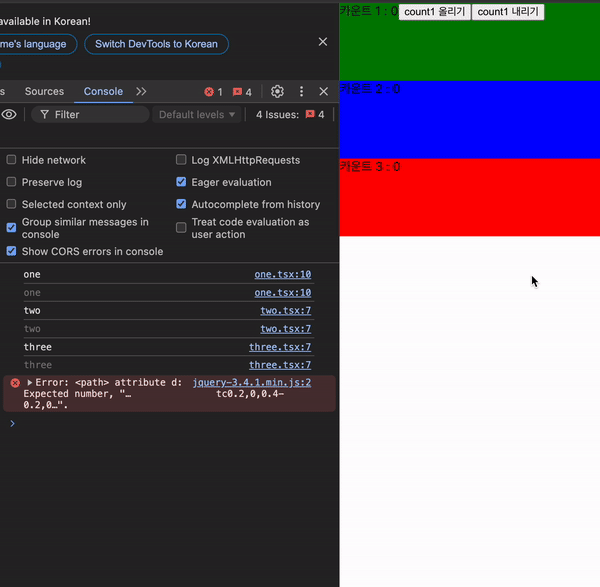 available in Korean!
me's language
Switch DevTools to Korean
s
Sources
Console
1
4
Filter
Default levels
4 Issues:
4
Hide network
Log XMLHttpRequests
Preserve log
Eager evaluation
Selected context only
Autocomplete from history
Group similar messages in
console
Treat code evaluation as
user action
Show CORS errors in console
one one.tsx:10
one one.tsx:10
two two.tsx:7
two two.tsx:7
three three.tsx:7
three three.tsx:7
Error: <path> attribute d: jquery-3.4.1.min.js:2
Expected number, "… tc0.2,0,0.4-
0.2,0…".
카운트 1 : 0 count1 올리기 count1 내리기
카운트 2 : 0
카운트 3 : 0